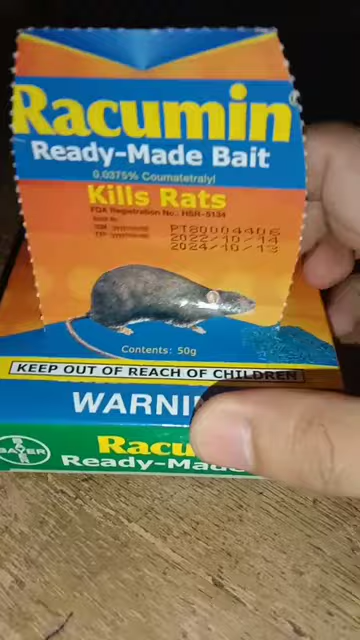 Racumin®
Ready-Made Bait
0.0375% Coumatetralyl
Kills Rats
FDA Registration No.: HSR-5134
PT80004406
2022/10/14
2024/10/13
Contents: 50g
KEEP OUT OF REACH OF CHILDREN
WARNI
BAYER
Racu
Ready-Made